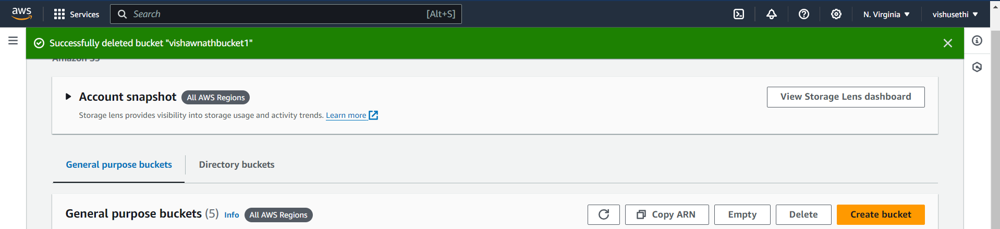 aws Services Search [Alt+S] N. Virginia vishusethi
Successfully deleted bucket "vishawnathbucket1"
Amazon S3
Account snapshot All AWS Regions View Storage Lens dashboard
Storage lens provides visibility into storage usage and activity trends. Learn more
General purpose buckets Directory buckets
General purpose buckets (5) Info All AWS Regions Copy ARN Empty Delete Create bucket